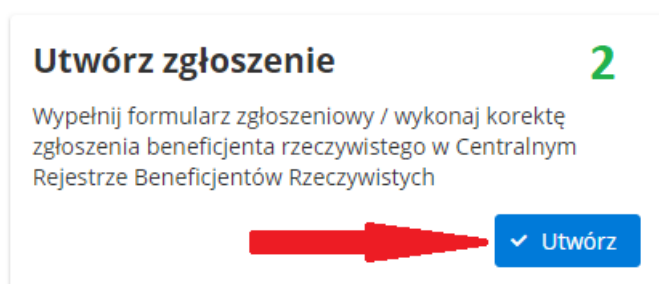 Utwórz zgłoszenie 2
Wypełnij formularz zgłoszeniowy / wykonaj korektę
zgłoszenia beneficjenta rzeczywistego w Centralnym
Rejestrze Beneficjentów Rzeczywistych
Utwórz